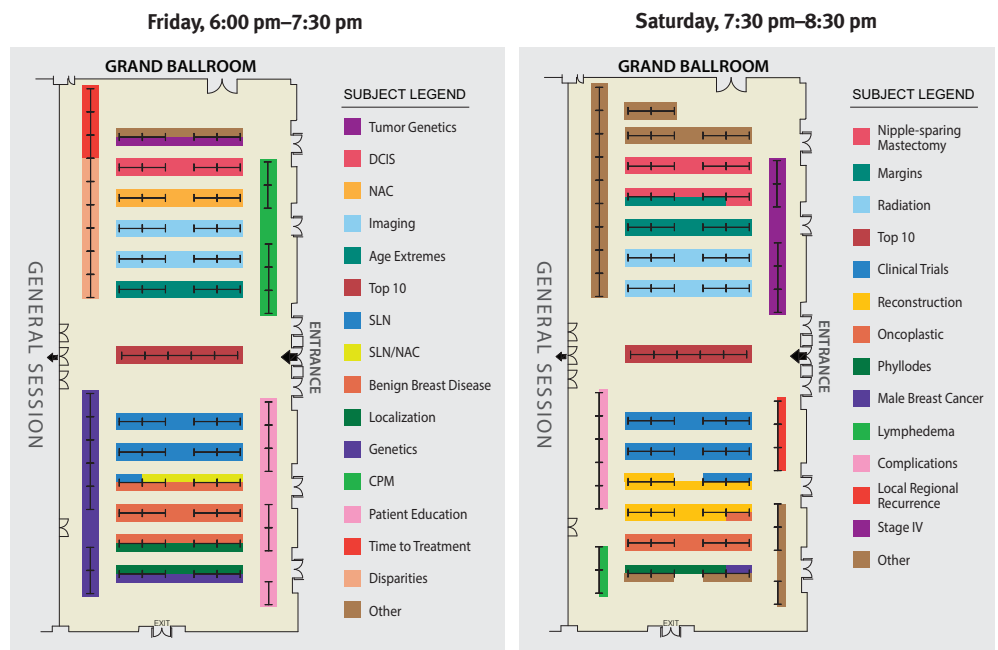 Friday, 6:00 pm–7:30 pm
GRAND BALLROOM
SUBJECT LEGEND
Tumor Genetics
DCIS
NAC
Imaging
Age Extremes
Top 10
SLN
SLN/NAC
Benign Breast Disease
Localization
Genetics
CPM
Patient Education
Time to Treatment
Disparities
Other
GENERAL SESSION
ENTRANCE
EXIT
Saturday, 7:30 pm–8:30 pm
GRAND BALLROOM
SUBJECT LEGEND
Nipple-sparing
Mastectomy
Margins
Radiation
Top 10
Clinical Trials
Reconstruction
Oncoplastic
Phyllodes
Male Breast Cancer
Lymphedema
Complications
Local Regional
Recurrence
Stage IV
Other
GENERAL SESSION
ENTRANCE
EXIT